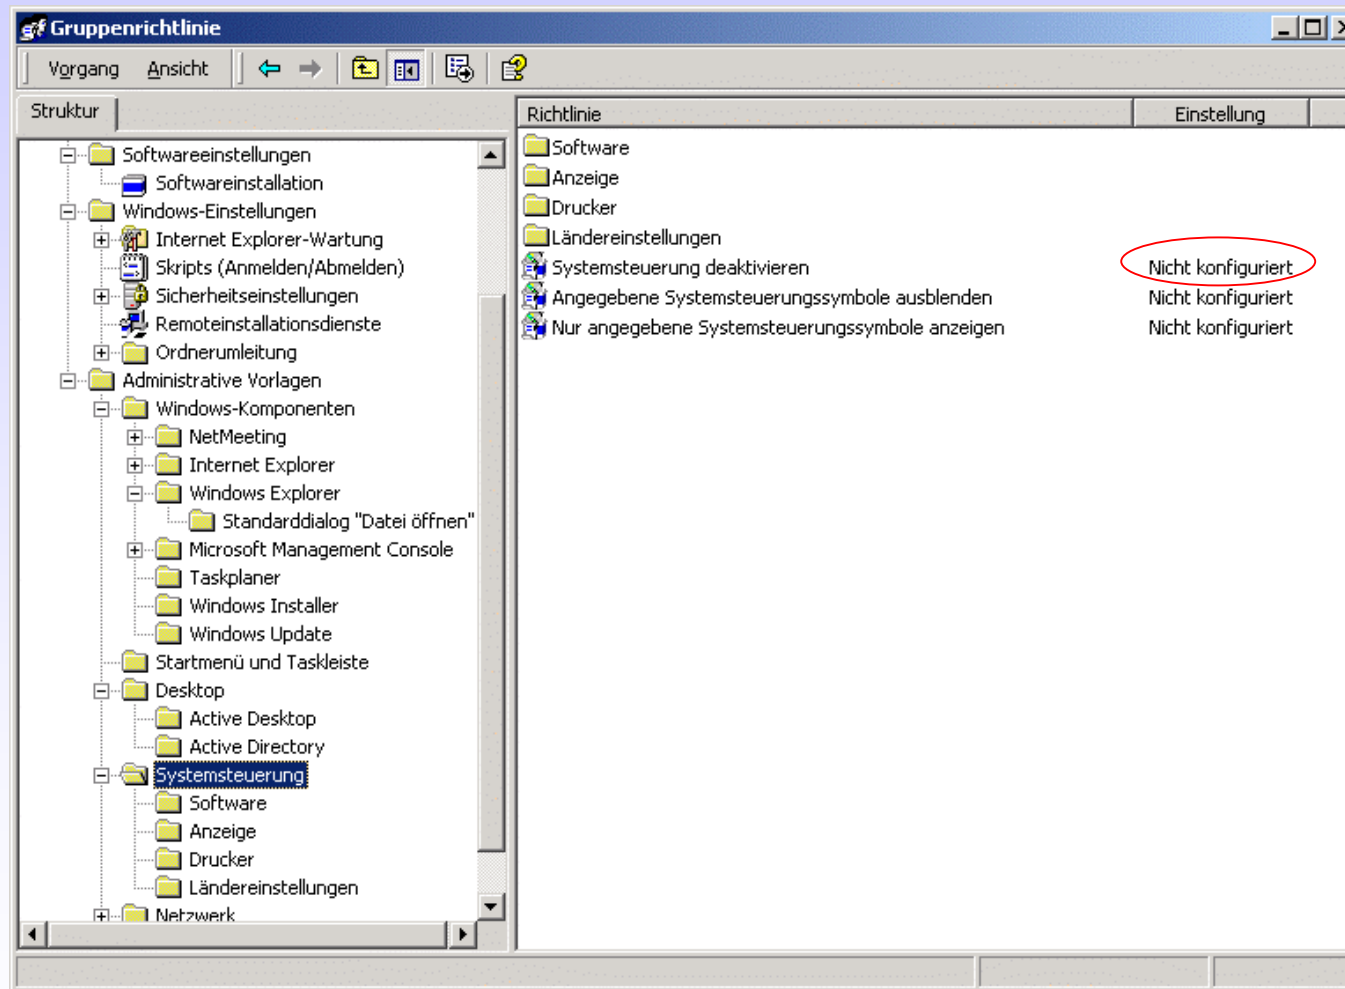 Gruppenrichtlinie
Vorgang Ansicht
Struktur
Softwareeinstellungen
Softwareinstallation
Windows-Einstellungen
Internet Explorer-Wartung
Skripts (Anmelden/Abmelden)
Sicherheitseinstellungen
Remoteinstallationsdienste
Ordnerumleitung
Administrative Vorlagen
Windows-Komponenten
NetMeeting
Internet Explorer
Windows Explorer
Standarddialog "Datei öffnen"
Microsoft Management Console
Taskplaner
Windows Installer
Windows Update
Startmenü und Taskleiste
Desktop
Active Desktop
Active Directory
Systemsteuerung
Software
Anzeige
Drucker
Ländereinstellungen
Netzwerk
Richtlinie Einstellung
Software
Anzeige
Drucker
Ländereinstellungen
Systemsteuerung deaktivieren Nicht konfiguriert
Angegebene Systemsteuerungssymbole ausblenden Nicht konfiguriert
Nur angegebene Systemsteuerungssymbole anzeigen Nicht konfiguriert